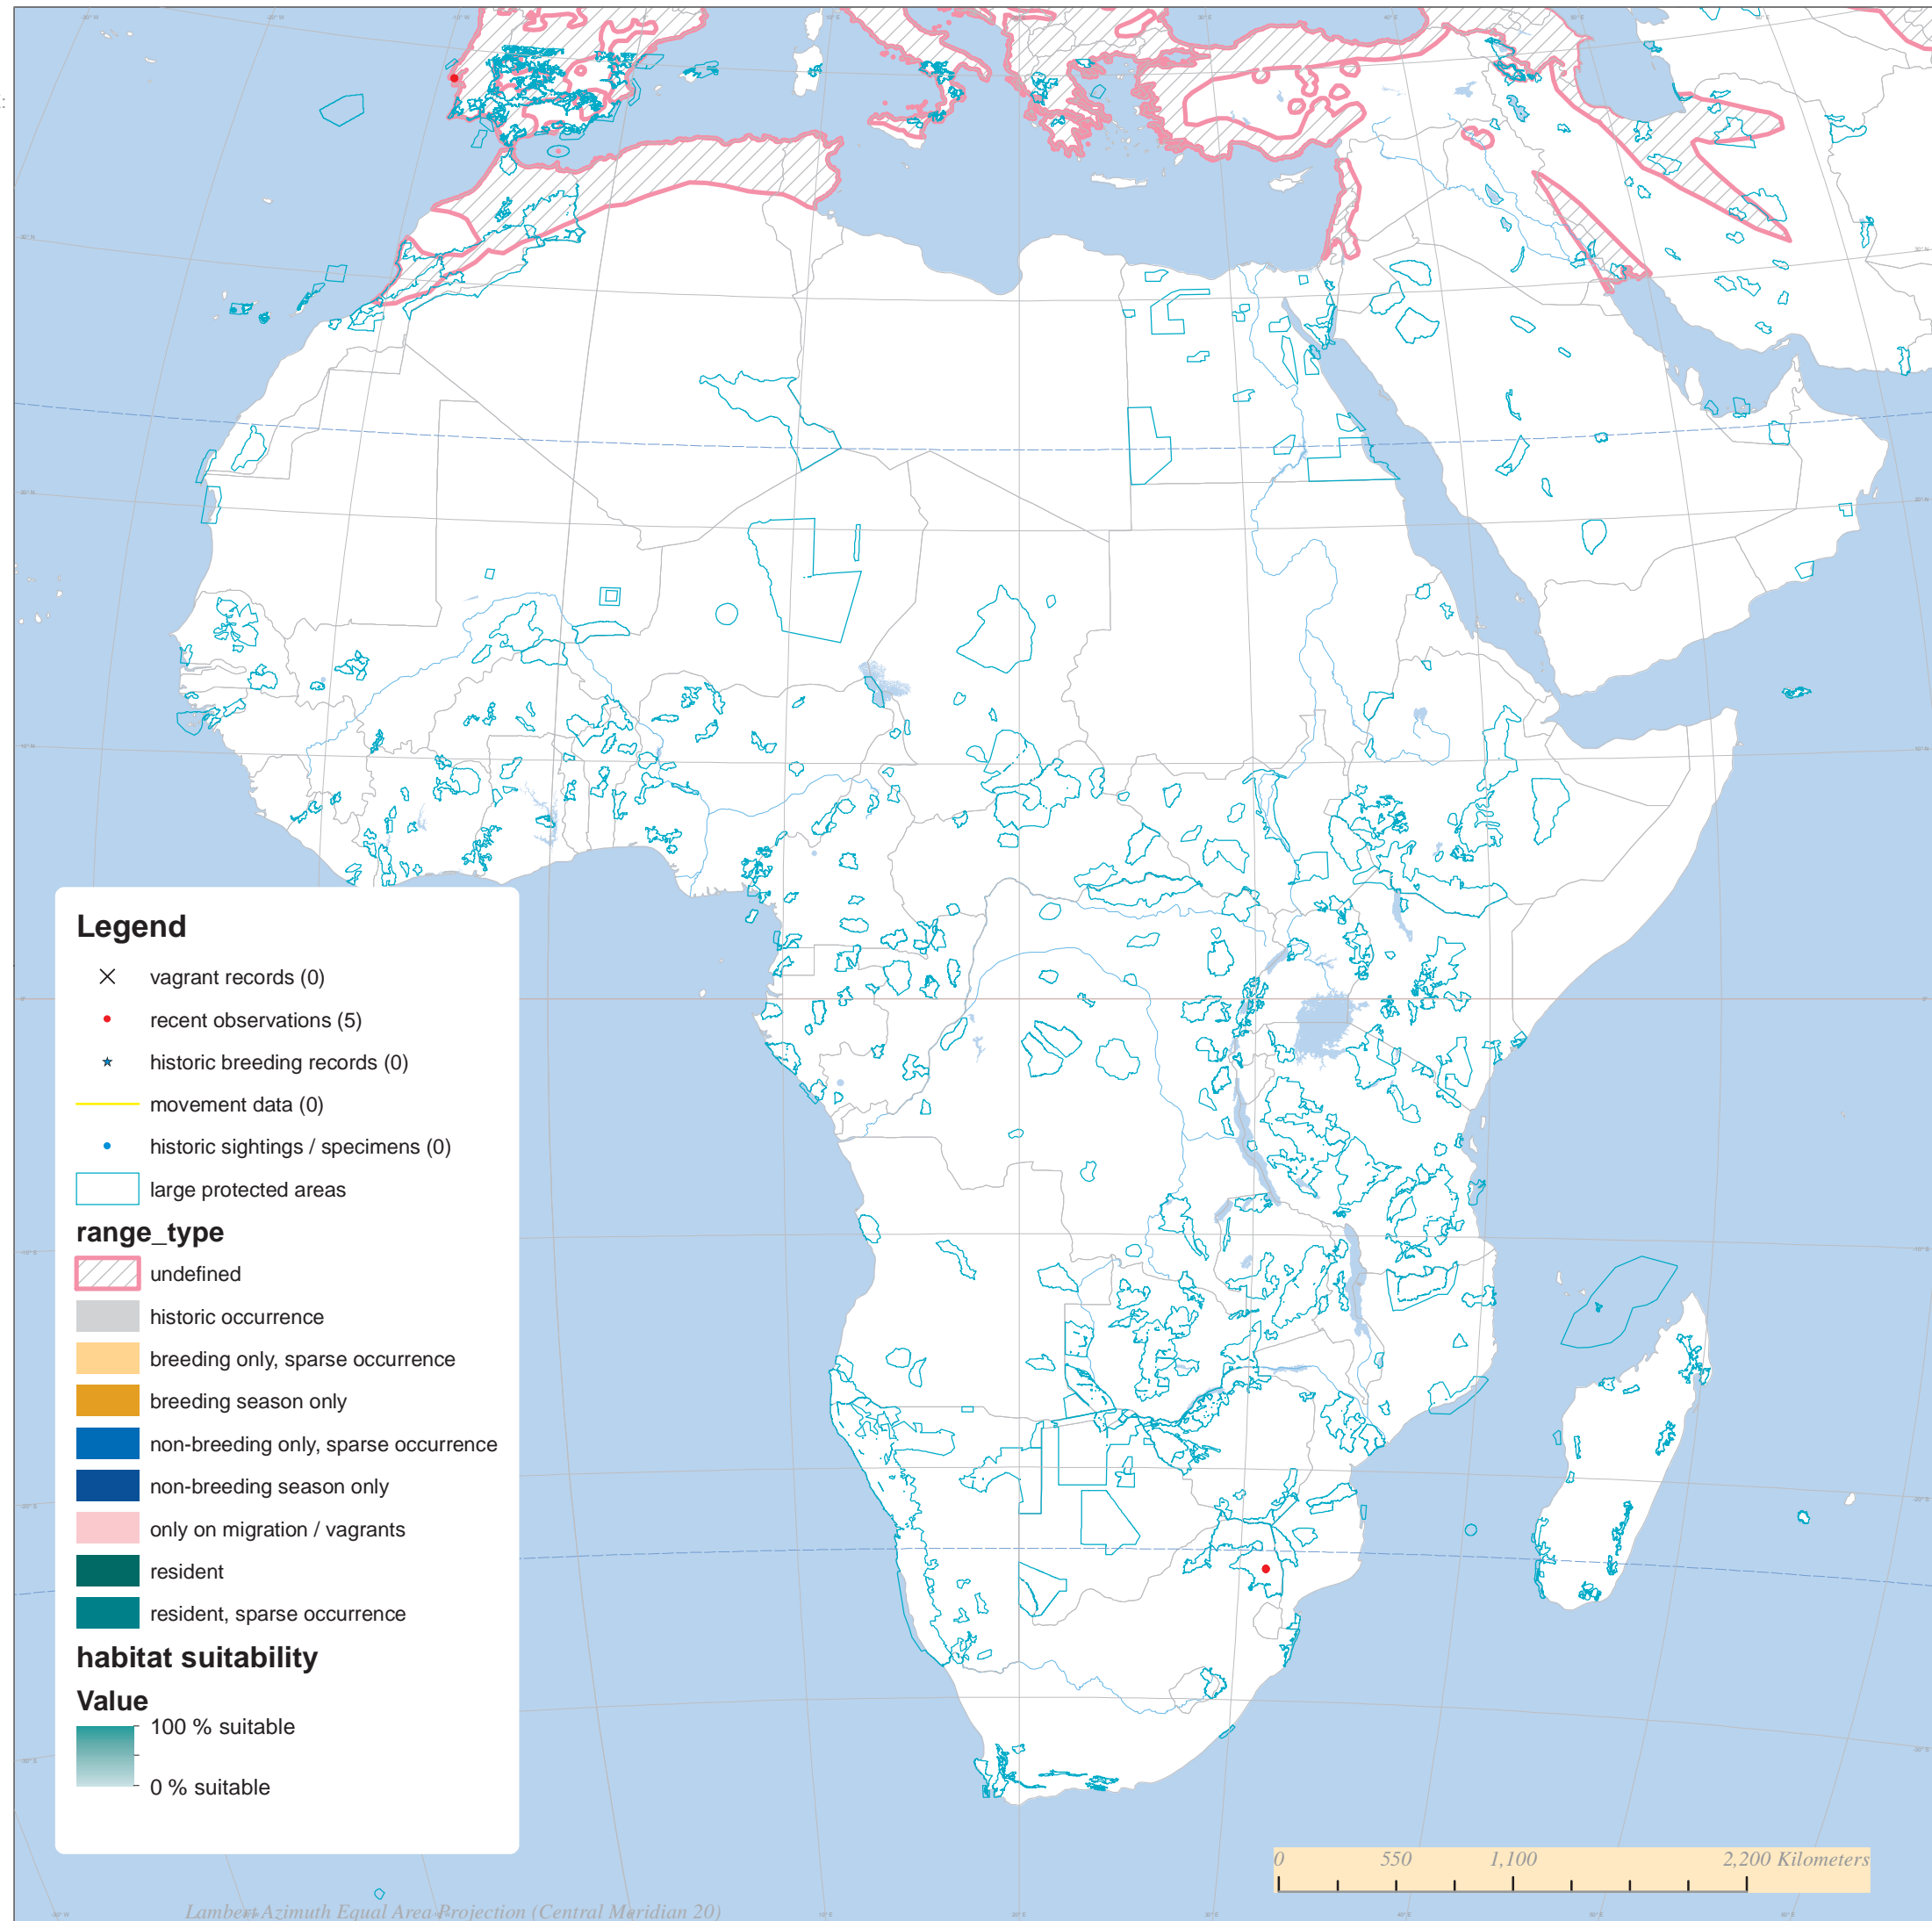 Legend
vagrant records (0)
recent observations (5)
historic breeding records (0)
movement data (0)
historic sightings / specimens (0)
large protected areas
range_type
undefined
historic occurrence
breeding only, sparse occurrence
breeding season only
non-breeding only, sparse occurrence
non-breeding season only
only on migration / vagrants
resident
resident, sparse occurrence
habitat suitability
Value
100 % suitable
0 % suitable
0 550 1,100 2,200 Kilometers
Lambert Azimuth Equal Area Projection (Central Meridian 20)